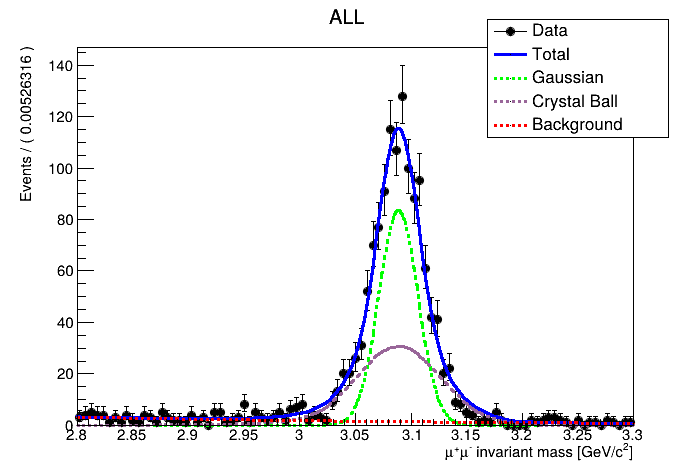 ALL
Data
Total
Gaussian
Crystal Ball
Background
Events / ( 0.00526316 )
140
120
100
80
60
40
20
0
2.8 2.85 2.9 2.95 3 3.05 3.1 3.15 3.2 3.25 3.3
μ⁺μ⁻ invariant mass [GeV/c²]